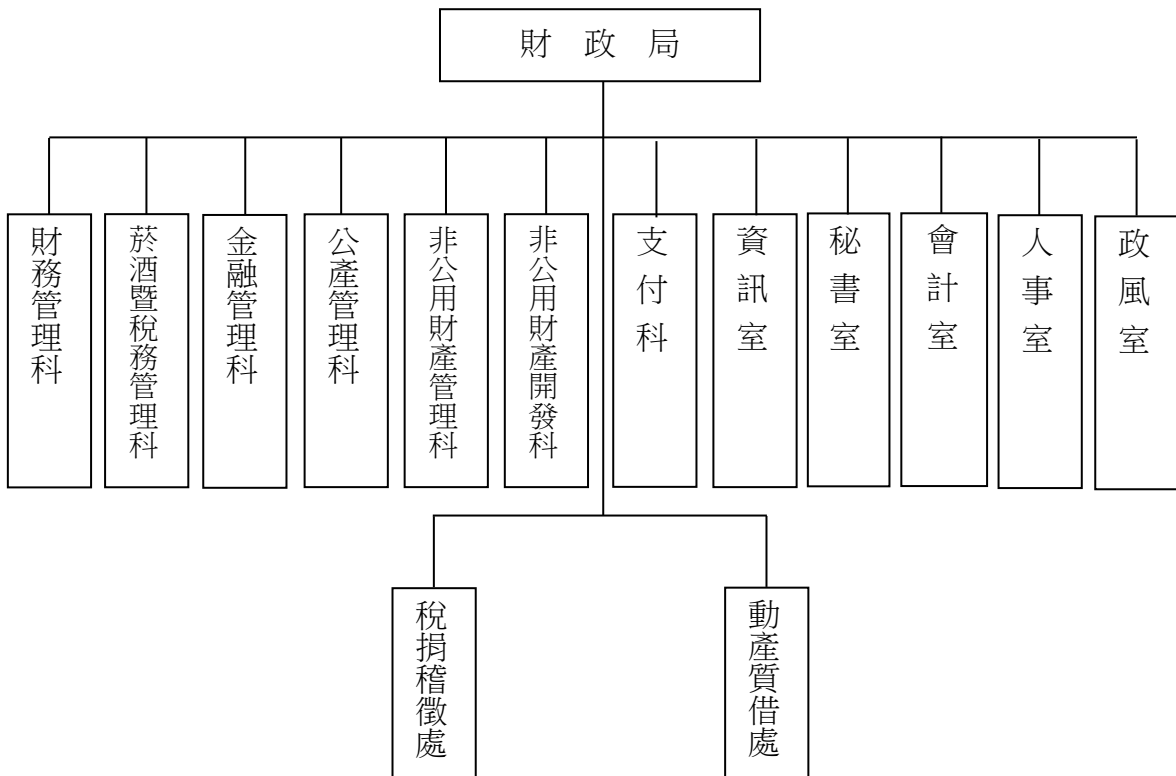 財政局
財務管理科
菸酒暨稅務管理科
金融管理科
公產管理科
非公用財產管理科
非公用財產開發科
支付科
資訊室
秘書室
會計室
人事室
政風室
稅捐稽徵處
動產質借處